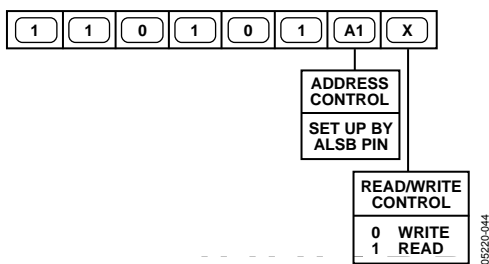 1 1 0 1 0 1 A1 X
ADDRESS
CONTROL
SET UP BY
ALSB PIN
READ/WRITE
CONTROL
0 WRITE
1 READ
05220-044